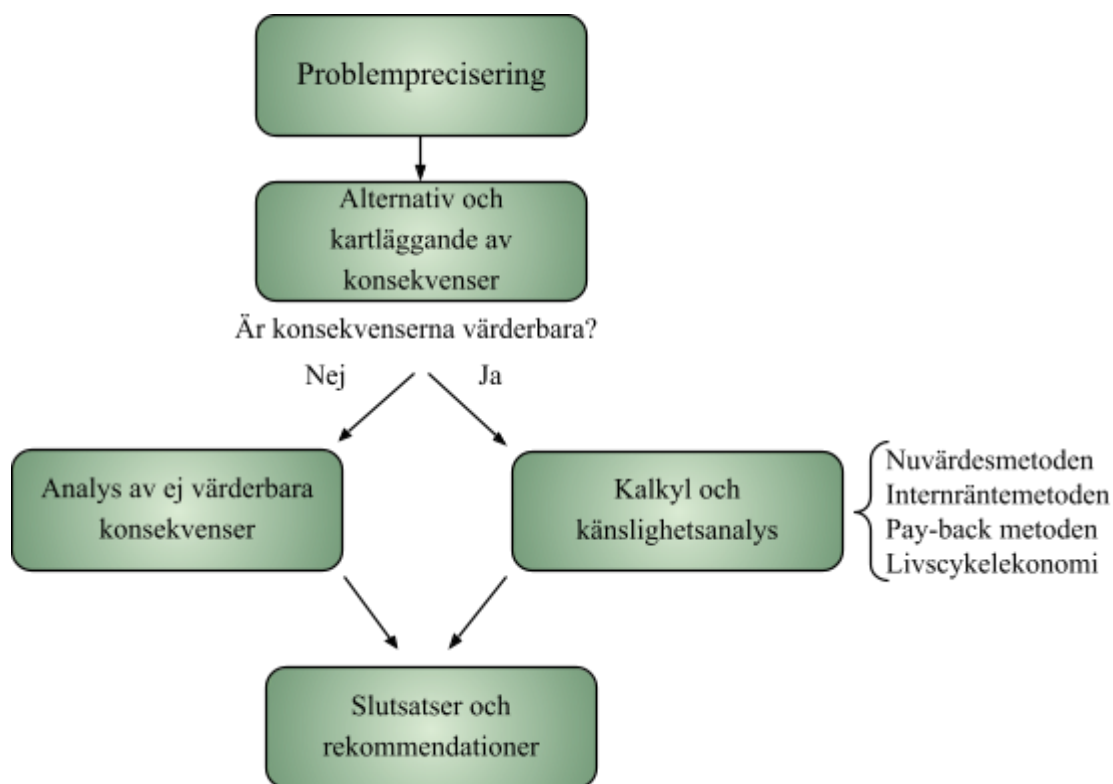 Problemprecisering
Alternativ och
kartläggande av
konsekvenser
Är konsekvenserna värderbara?
Nej
Ja
Analys av ej värderbara
konsekvenser
Kalkyl och
känslighetsanalys
Nuvärdesmetoden
Internräntemetoden
Pay-back metoden
Livscykelekonomi
Slutsatser och
rekommendationer